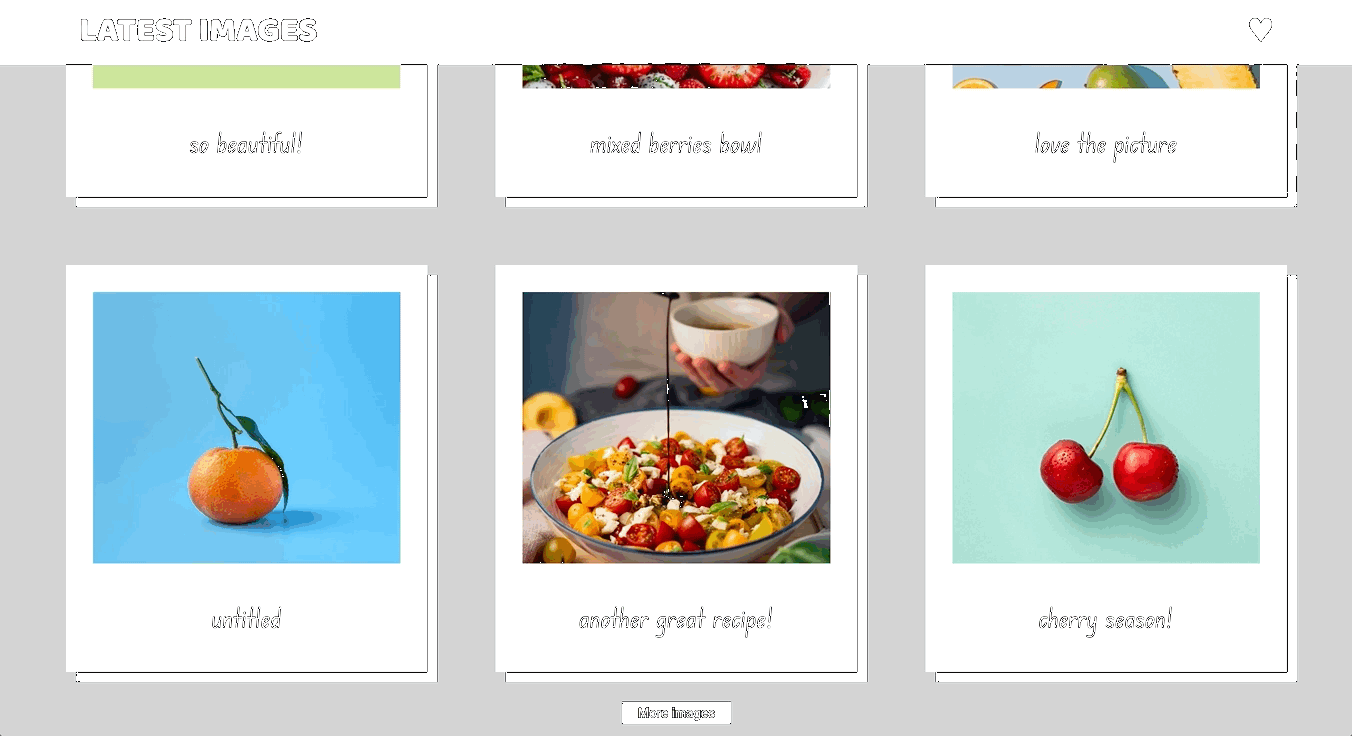 LATEST IMAGES
so beautiful!
mixed berries bowl
love the picture
untitled
another great recipe!
cherry season!
More images